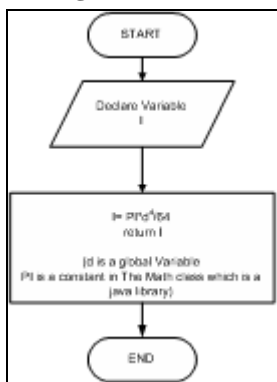 START
Declare Variable
I
I= PI*d⁴/64
return I
(d is a global Variable
PI is a constant in The Math class which is a
java library)
END